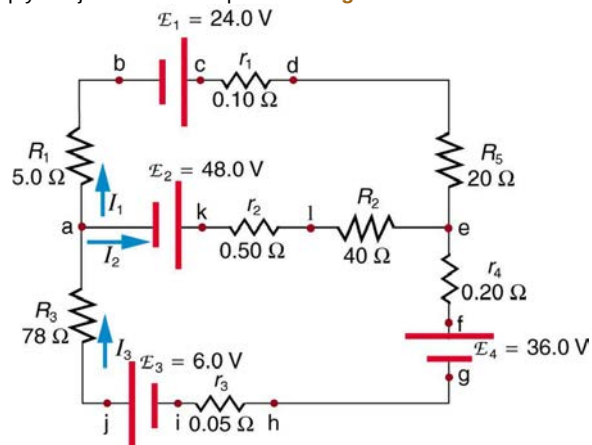 ℰ₁ = 24.0 V
b
c
r₁
d
0.10 Ω
R₁
5.0 Ω
I₁
R₅
20 Ω
ℰ₂ = 48.0 V
a
I₂
k
r₂
0.50 Ω
l
R₂
40 Ω
e
R₃
78 Ω
I₃
r₄
0.20 Ω
f
ℰ₄ = 36.0 V
g
ℰ₃ = 6.0 V
j
i
r₃
0.05 Ω
h